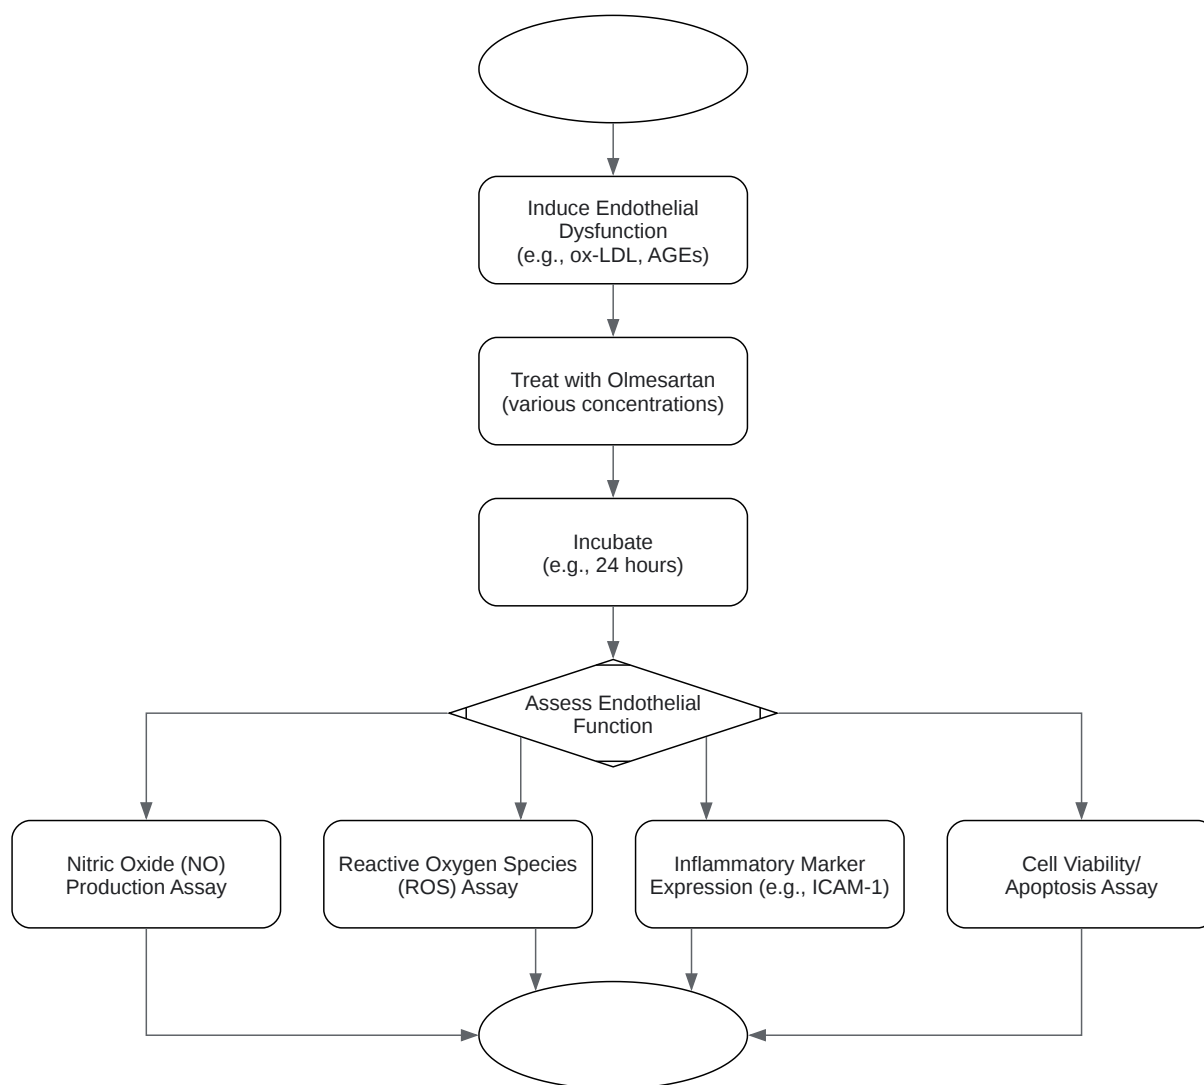 Induce Endothelial
Dysfunction
(e.g., ox-LDL, AGEs)
Treat with Olmesartan
(various concentrations)
Incubate
(e.g., 24 hours)
Assess Endothelial
Function
Nitric Oxide (NO)
Production Assay
Reactive Oxygen Species
(ROS) Assay
Inflammatory Marker
Expression (e.g., ICAM-1)
Cell Viability/
Apoptosis Assay